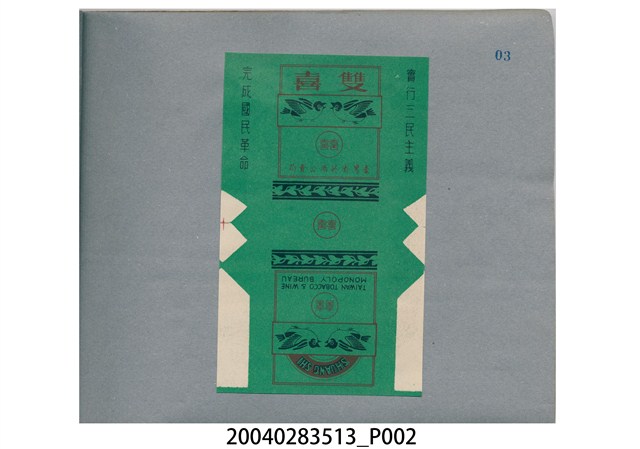 03
喜雙
完成國民革命
實行三民主義
TAIWAN TOBACCO & WINE
MONOPOLY BUREAU
SHUANG SHI
20040283513_P002